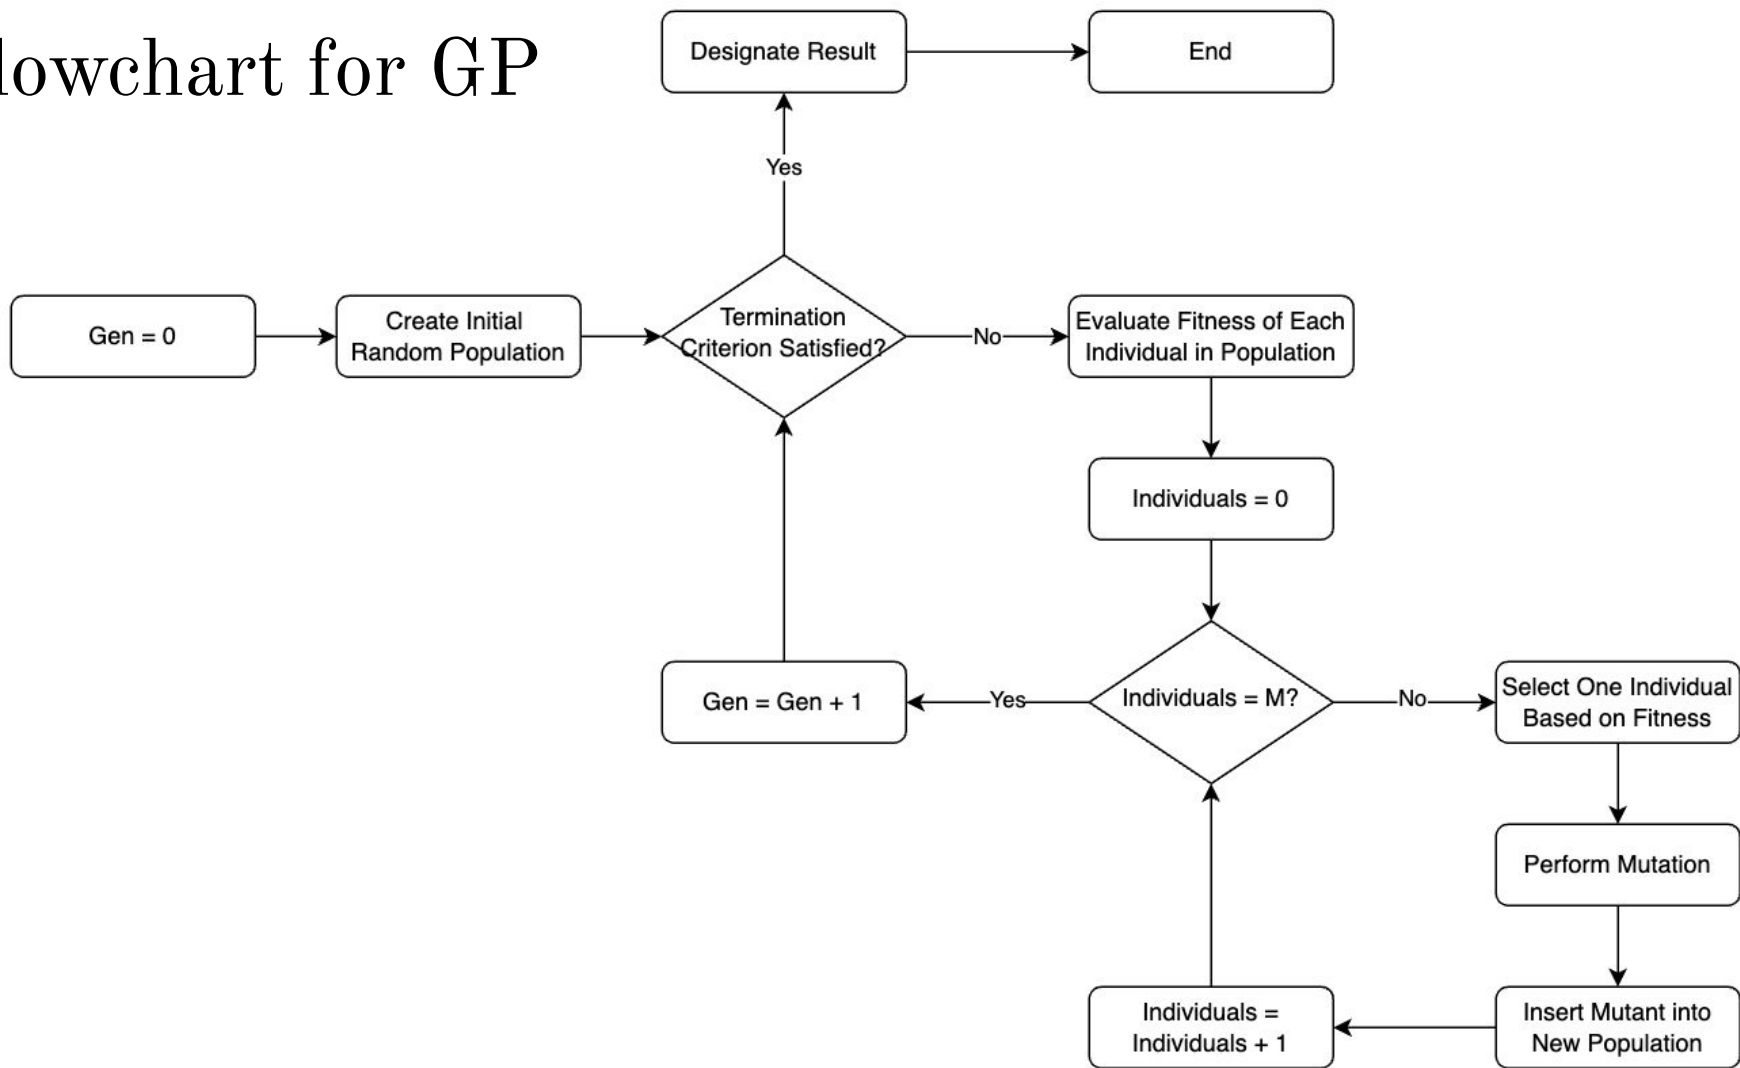 lowchart for GP
Designate Result
End
Yes
Gen = 0
Create Initial
Random Population
Termination
Criterion Satisfied?
No
Evaluate Fitness of Each
Individual in Population
Individuals = 0
Gen = Gen + 1
Yes
Individuals = M?
No
Select One Individual
Based on Fitness
Perform Mutation
Individuals =
Individuals + 1
Insert Mutant into
New Population